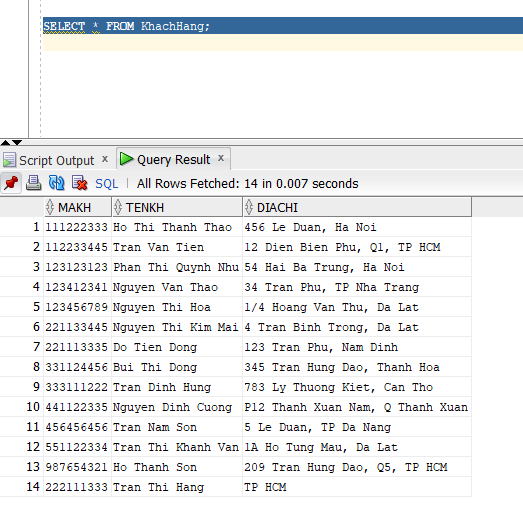 SELECT * FROM KhachHang;
Script Output x Query Result x
SQL | All Rows Fetched: 14 in 0.007 seconds
MAKH TENKH DIACHI
1 111222333 Ho Thi Thanh Thao 456 Le Duan, Ha Noi
2 112233445 Tran Van Tien 12 Dien Bien Phu, Q1, TP HCM
3 123123123 Phan Thi Quynh Nhu 54 Hai Ba Trung, Ha Noi
4 123412341 Nguyen Van Thao 34 Tran Phu, TP Nha Trang
5 123456789 Nguyen Thi Hoa 1/4 Hoang Van Thu, Da Lat
6 221133445 Nguyen Thi Kim Mai 4 Tran Binh Trong, Da Lat
7 221113335 Do Tien Dong 123 Tran Phu, Nam Dinh
8 331124456 Bui Thi Dong 345 Tran Hung Dao, Thanh Hoa
9 333111222 Tran Dinh Hung 783 Ly Thuong Kiet, Can Tho
10 441122335 Nguyen Dinh Cuong P12 Thanh Xuan Nam, Q Thanh Xuan
11 456456456 Tran Nam Son 5 Le Duan, TP Da Nang
12 551122334 Tran Thi Khanh Van 1A Ho Tung Mau, Da Lat
13 987654321 Ho Thanh Son 209 Tran Hung Dao, Q5, TP HCM
14 222111333 Tran Thi Hang TP HCM